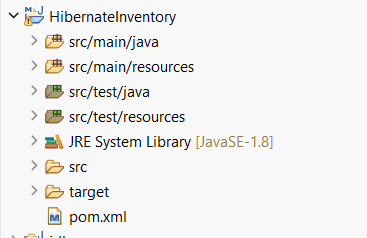 HibernateInventory
src/main/java
src/main/resources
src/test/java
src/test/resources
JRE System Library [JavaSE-1.8]
src
target
pom.xml